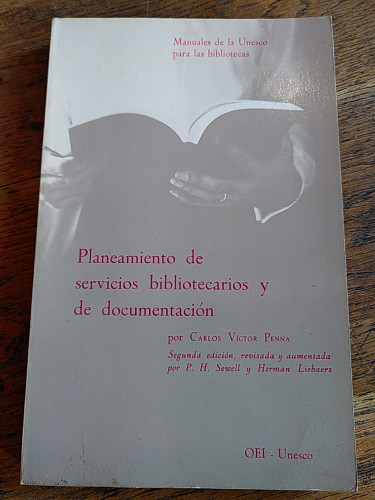 Manuales de la Unesco
para las bibliotecas
Planeamiento de
servicios bibliotecarios y
de documentación
por Carlos Víctor Penna
Segunda edición, revisada y aumentada
por P. H. Sewell y Herman Liebaers
OEI - Unesco